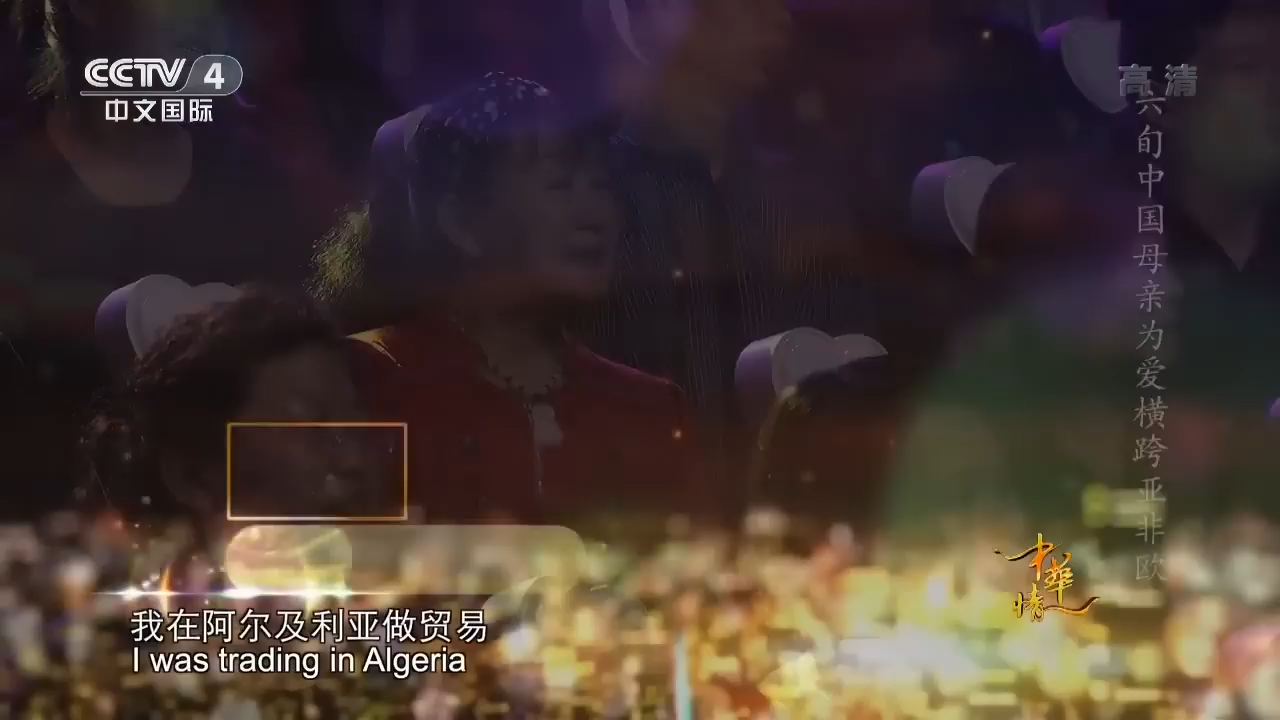 CCTV 4
中文国际
高清
六旬中国母亲为爱横跨亚非欧
中华情
我在阿尔及利亚做贸易
I was trading in Algeria